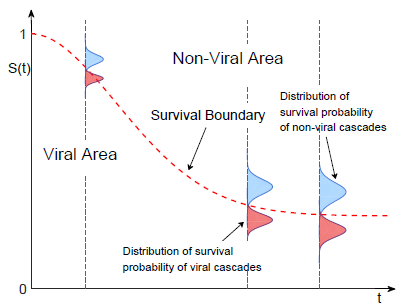 1
S(t)
Non-Viral Area
Distribution of
survival probability
of non-viral cascades
Survival Boundary
Viral Area
Distribution of survival
probability of viral cascades
0
t